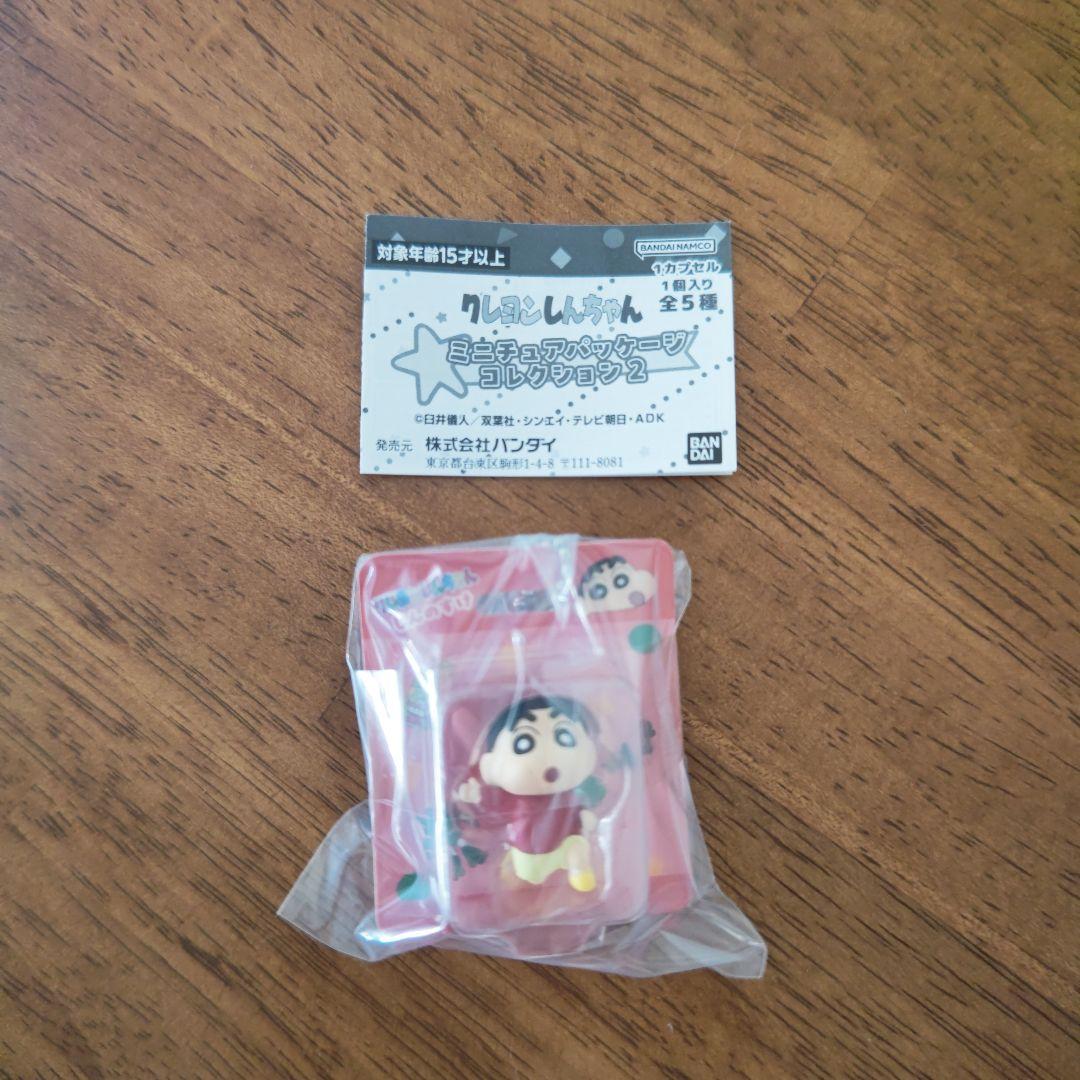 対象年齢15才以上
BANDAI NAMCO
1カプセル
1個入り
全5種
クレヨンしんちゃん
ミニチュアパッケージ
コレクション2
©臼井儀人/双葉社・シンエイ・テレビ朝日・ADK
発売元 株式会社バンダイ
東京都台東区駒形1-4-8 〒111-8081
BAN
DAI